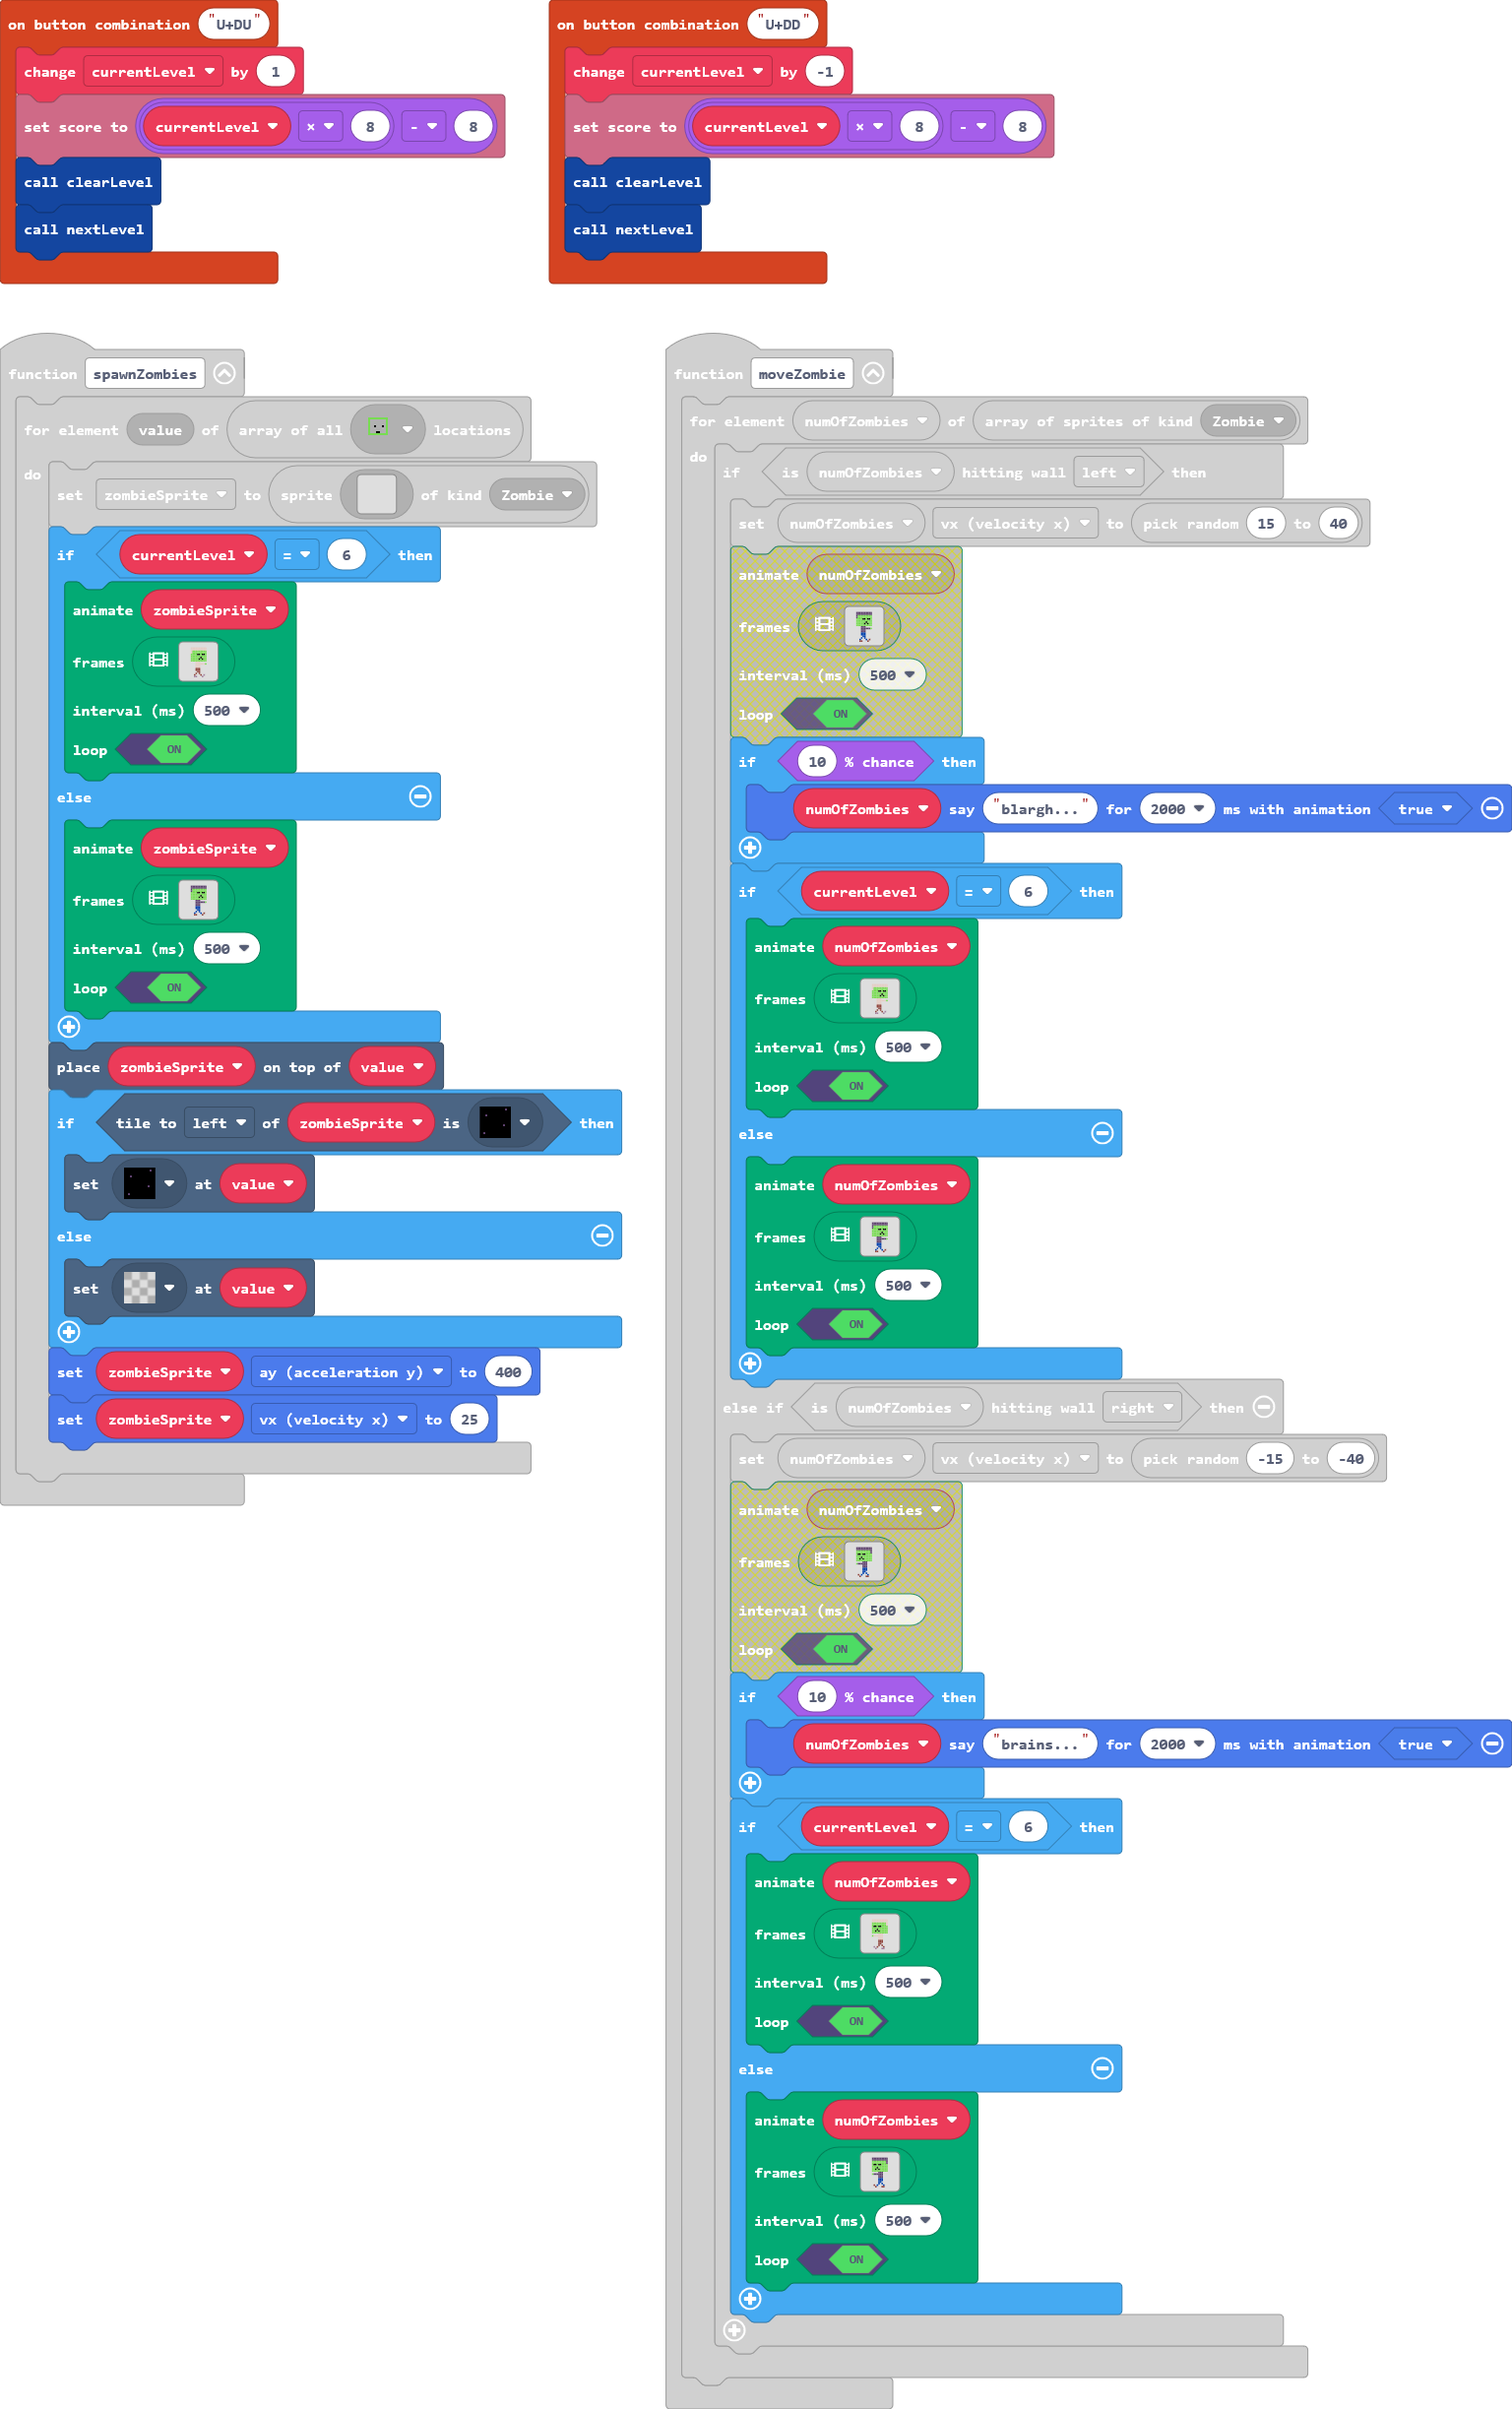 on button combination "U+DU"
change currentLevel by 1
set score to currentLevel × 8 - 8
call clearLevel
call nextLevel
on button combination "U+DD"
change currentLevel by -1
set score to currentLevel × 8 - 8
call clearLevel
call nextLevel
function spawnZombies
for element value of array of all locations
do
set zombieSprite to sprite of kind Zombie
if currentLevel = 6 then
animate zombieSprite
frames
interval (ms) 500
loop ON
else
animate zombieSprite
frames
interval (ms) 500
loop ON
place zombieSprite on top of value
if tile to left of zombieSprite is then
set at value
else
set at value
set zombieSprite ay (acceleration y) to 400
set zombieSprite vx (velocity x) to 25
function moveZombie
for element numOfZombies of array of sprites of kind Zombie
do
if is numOfZombies hitting wall left then
set numOfZombies vx (velocity x) to pick random 15 to 40
animate numOfZombies
frames
interval (ms) 500
loop ON
if 10 % chance then
numOfZombies say "blargh..." for 2000 ms with animation true
if currentLevel = 6 then
animate numOfZombies
frames
interval (ms) 500
loop ON
else
animate numOfZombies
frames
interval (ms) 500
loop ON
else if is numOfZombies hitting wall right then
set numOfZombies vx (velocity x) to pick random -15 to -40
animate numOfZombies
frames
interval (ms) 500
loop ON
if 10 % chance then
numOfZombies say "brains..." for 2000 ms with animation true
if currentLevel = 6 then
animate numOfZombies
frames
interval (ms) 500
loop ON
else
animate numOfZombies
frames
interval (ms) 500
loop ON